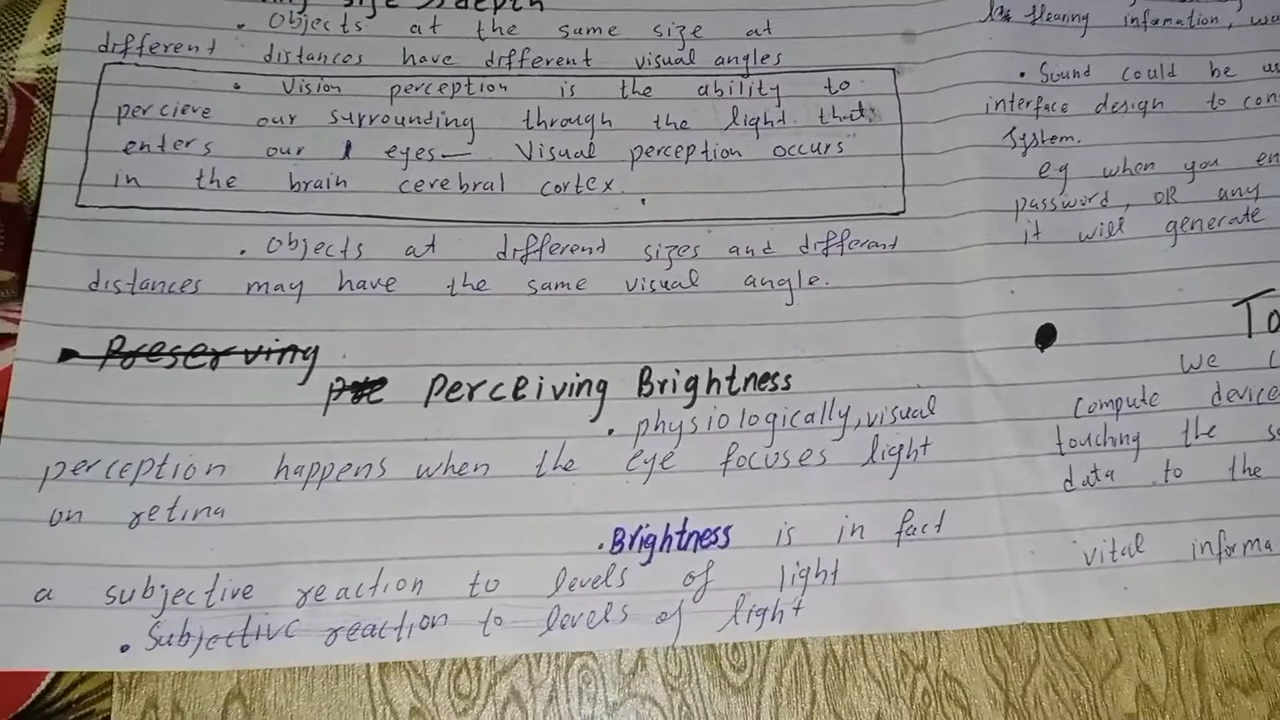 size depth
• Objects at the same size at
different distances have different visual angles
• Vision perception is the ability to
percieve our surrounding through the light that
enters our eyes— Visual perception occurs
in the brain cerebral cortex.
• Objects at different sizes and different
distances may have the same visual angle.
Preserving
pre Perceiving Brightness
• physiologically, visual
perception happens when the eye focuses light
on retina
• Brightness is in fact
a subjective reaction to levels of light
• Subjective reaction to levels of light
Hearing infomation,
• Sound could be
interface design to
system.
eg when you
password, OR any
it will generate
We
compute device
touching the
data to the
vital